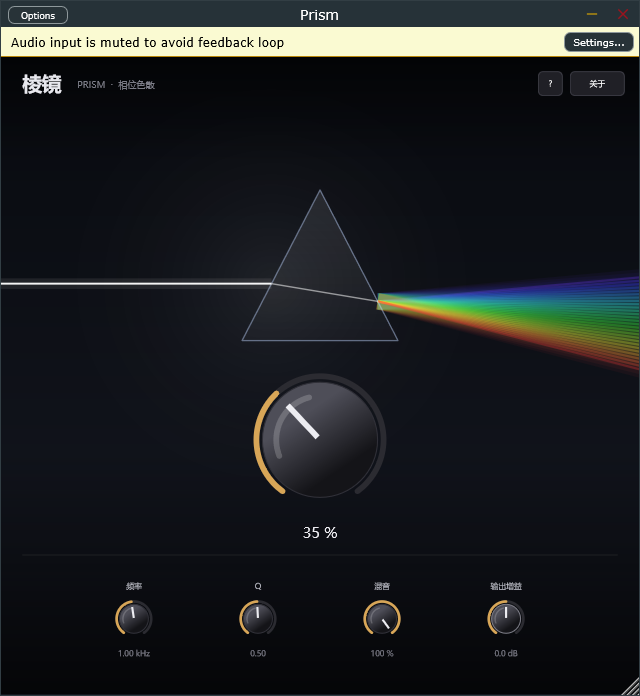 Options
Prism
Audio input is muted to avoid feedback loop
Settings...
棱镜
PRISM · 相位色散
?
关于
35 %
频率
Q
混音
输出增益
1.00 kHz
0.50
100 %
0.0 dB